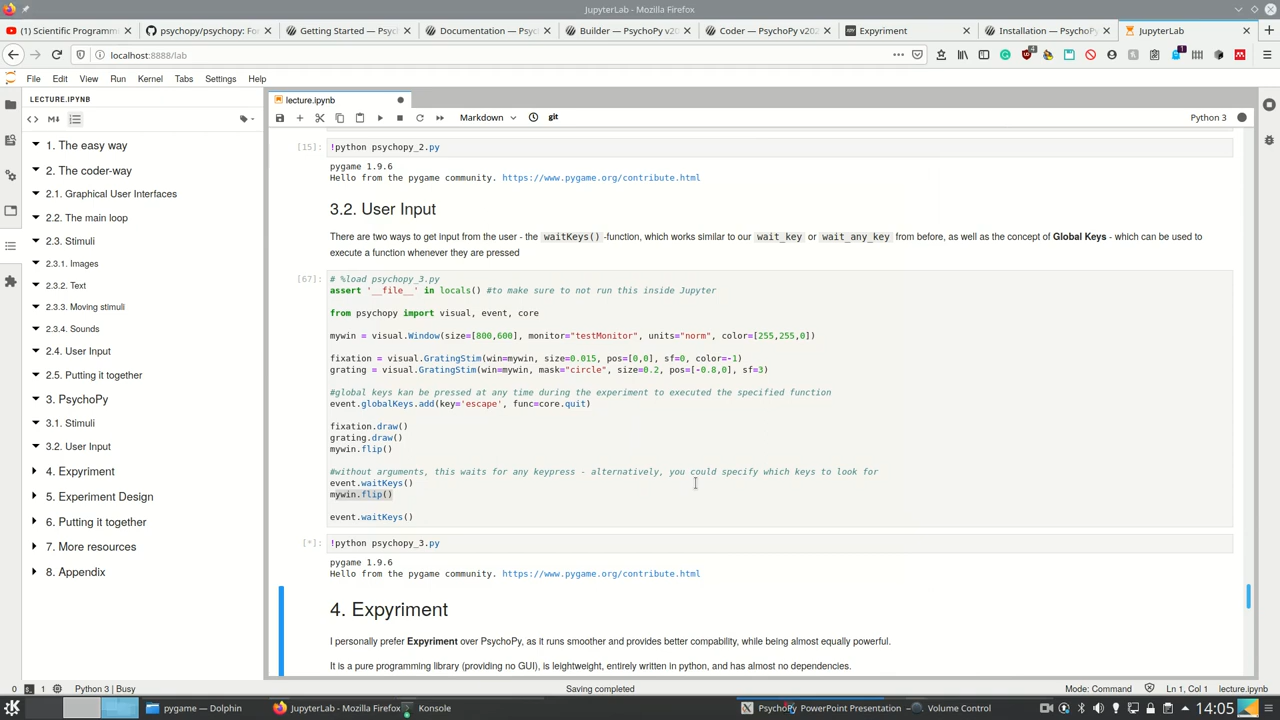 JupyterLab - Mozilla Firefox
(1) Scientific Programm
psychopy/psychopy: Fo
Getting Started — Psyc
Documentation — Psyc
Builder — PsychoPy v20
Coder — PsychoPy v202
Expyriment
Installation — PsychoPy
JupyterLab
localhost:8888/lab
File Edit View Run Kernel Tabs Settings Help
LECTURE.IPYNB
lecture.ipynb
Markdown
git
Python 3
1. The easy way
2. The coder-way
2.1. Graphical User Interfaces
2.2. The main loop
2.3. Stimuli
2.3.1. Images
2.3.2. Text
2.3.3. Moving stimuli
2.3.4. Sounds
2.4. User Input
2.5. Putting it together
3. PsychoPy
3.1. Stimuli
3.2. User Input
4. Expyriment
5. Experiment Design
6. Putting it together
7. More resources
8. Appendix
[15]: !python psychopy_2.py
pygame 1.9.6
Hello from the pygame community. https://www.pygame.org/contribute.html
3.2. User Input
There are two ways to get input from the user - the waitKeys() -function, which works similar to our wait_key or wait_any_key from before, as well as the concept of Global Keys - which can be used to
execute a function whenever they are pressed
[67]: # %load psychopy_3.py
assert '__file__' in locals() #to make sure to not run this inside Jupyter
from psychopy import visual, event, core
mywin = visual.Window(size=[800,600], monitor="testMonitor", units="norm", color=[255,255,0])
fixation = visual.GratingStim(win=mywin, size=0.015, pos=[0,0], sf=0, color=-1)
grating = visual.GratingStim(win=mywin, mask="circle", size=0.2, pos=[-0.8,0], sf=3)
#global keys kan be pressed at any time during the experiment to executed the specified function
event.globalKeys.add(key='escape', func=core.quit)
fixation.draw()
grating.draw()
mywin.flip()
#without arguments, this waits for any keypress - alternatively, you could specify which keys to look for
event.waitKeys()
mywin.flip()
event.waitKeys()
[*]: !python psychopy_3.py
pygame 1.9.6
Hello from the pygame community. https://www.pygame.org/contribute.html
4. Expyriment
I personally prefer Expyriment over PsychoPy, as it runs smoother and provides better compability, while being almost equally powerful.
It is a pure programming library (providing no GUI), is leightweight, entirely written in python, and has almost no dependencies.
0 1 Python 3 | Busy
Saving completed
Mode: Command
Ln 1, Col 1 lecture.ipynb
pygame — Dolphin
JupyterLab - Mozilla Firefox
Konsole
PsychoPy
PowerPoint Presentation
Volume Control
14:05